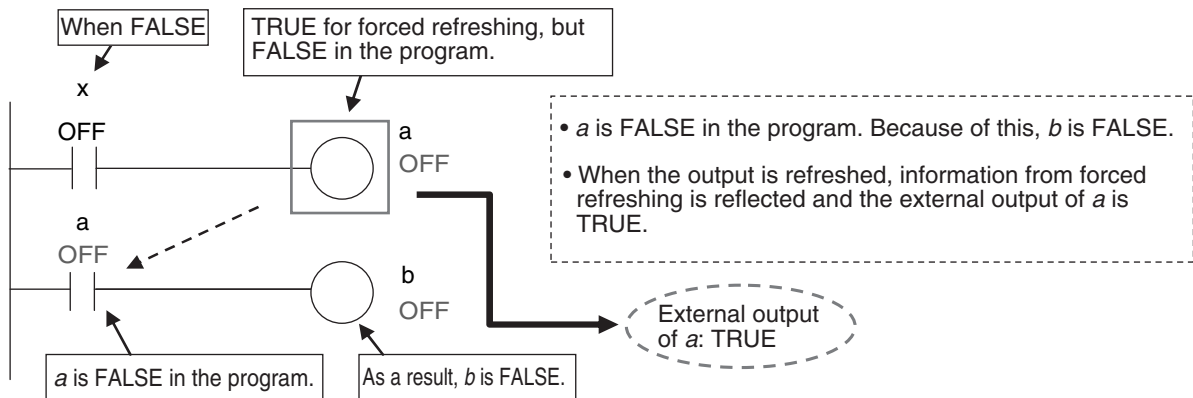 When FALSE
TRUE for forced refreshing, but
FALSE in the program.
x
OFF
a
OFF
• a is FALSE in the program. Because of this, b is FALSE.
• When the output is refreshed, information from forced
refreshing is reflected and the external output of a is
TRUE.
a
OFF
b
OFF
External output
of a: TRUE
a is FALSE in the program.
As a result, b is FALSE.